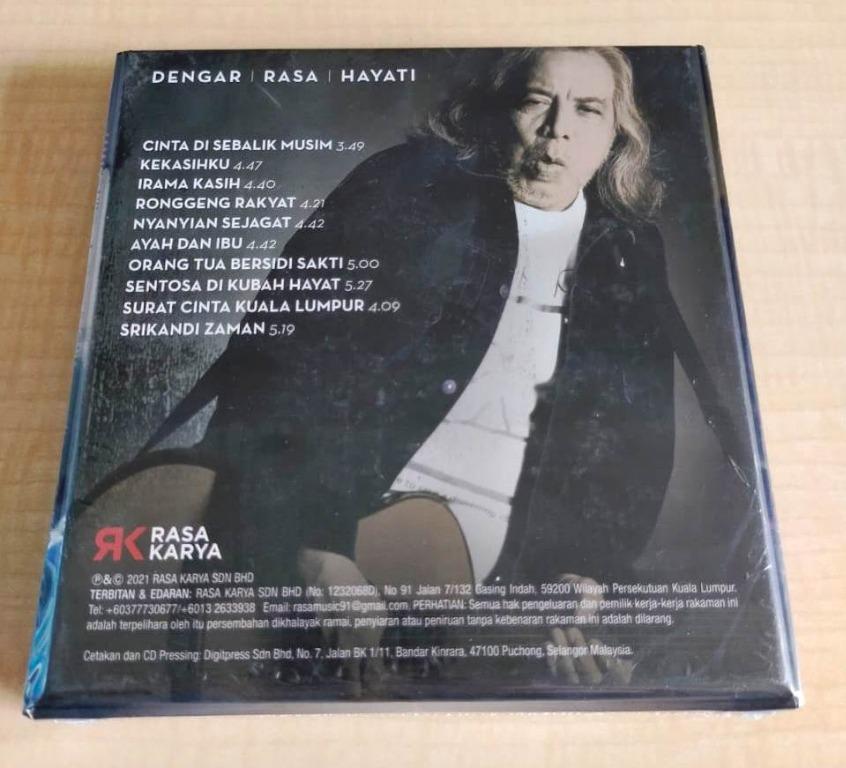 DENGAR | RASA | HAYATI
CINTA DI SEBALIK MUSIM 3.49
KEKASIHKU 4.47
IRAMA KASIH 4.40
RONGGENG RAKYAT 4.21
NYANYIAN SEJAGAT 4.42
AYAH DAN IBU 4.42
ORANG TUA BERSIDI SAKTI 5.00
SENTOSA DI KUBAH HAYAT 5.27
SURAT CINTA KUALA LUMPUR 4.09
SRIKANDI ZAMAN 5.19
RK RASA
KARYA
℗&© 2021 RASA KARYA SDN BHD
TERBITAN & EDARAN: RASA KARYA SDN BHD (No: 1232068D), No 91 Jalan 7/132 Gasing Indah, 59200 Wilayah Persekutuan Kuala Lumpur.
Tel: +60377730677/+6013 2633938 Email: rasamusic91@gmail.com, PERHATIAN: Semua hak pengeluaran dan pemilik kerja-kerja rakaman ini
adalah terpelihara oleh itu persembahan dikhalayak ramai, penyiaran atau peniruan tanpa kebenaran rakaman ini adalah dilarang.
Cetakan dan CD Pressing: Digitpress Sdn Bhd, No. 7, Jalan BK 1/11, Bandar Kinrara, 47100 Puchong, Selangor Malaysia.